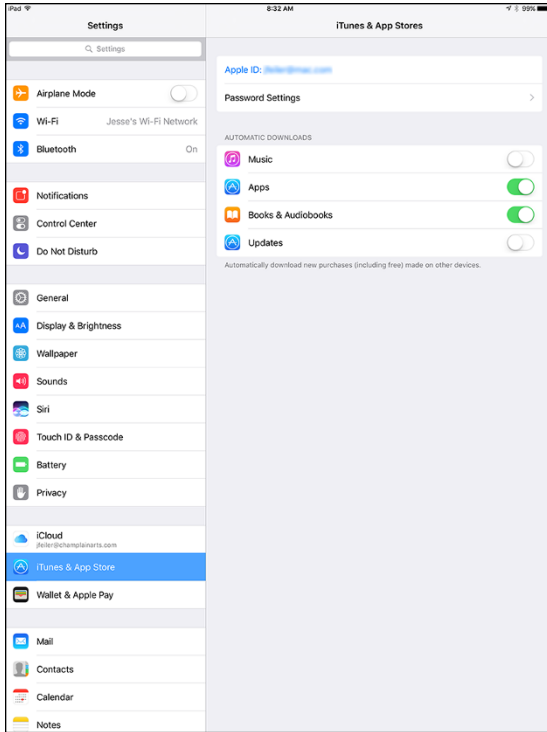 iPad 8:32 AM 99%
Settings
iTunes & App Stores
Settings
Apple ID:
Password Settings
Airplane Mode
Wi-Fi Jesse's Wi-Fi Network
Bluetooth On
AUTOMATIC DOWNLOADS
Music
Apps
Books & Audiobooks
Updates
Automatically download new purchases (including free) made on other devices.
Notifications
Control Center
Do Not Disturb
General
Display & Brightness
Wallpaper
Sounds
Siri
Touch ID & Passcode
Battery
Privacy
iCloud
jfeiler@champlainarts.com
iTunes & App Store
Wallet & Apple Pay
Mail
Contacts
Calendar
Notes